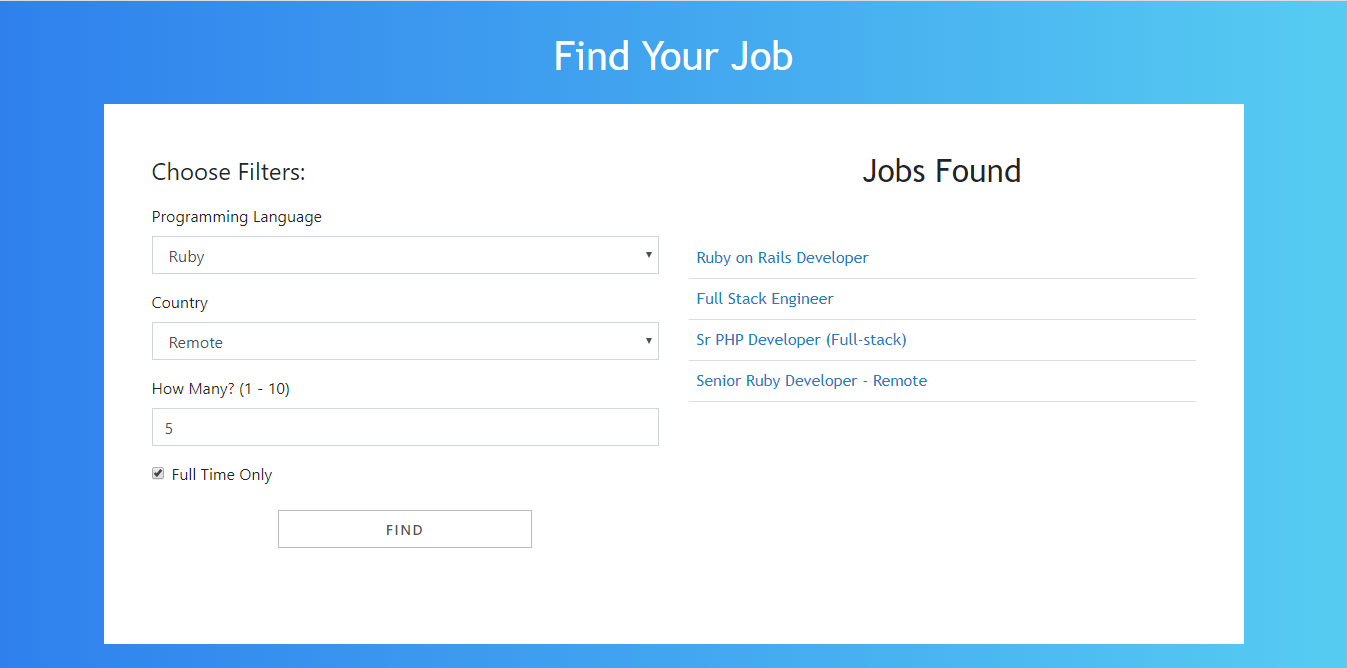 Find Your Job
Choose Filters:
Programming Language
Ruby
Country
Remote
How Many? (1 - 10)
5
Full Time Only
FIND
Jobs Found
Ruby on Rails Developer
Full Stack Engineer
Sr PHP Developer (Full-stack)
Senior Ruby Developer - Remote